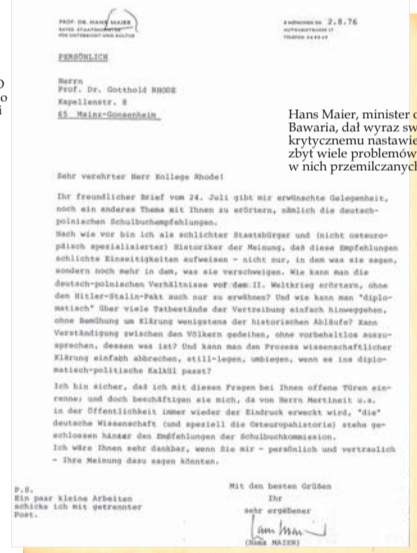 PROF. DR. HANS MAIER
BAYER. STAATSMINISTER
FÜR UNTERRICHT UND KULTUS
8 MÜNCHEN 2.8.76
PERSÖNLICH
Herrn
Prof. Dr. Gotthold RHODE
Kapellenstr. 8
65 Mainz-Gonsenheim
Hans Maier, minister
Bawaria, dał wyraz
krytycznemu
zbyt wiele problemów
w nich
Sehr verehrter Herr Kollege Rhode!
Ihr freundlicher Brief vom 24. Juli gibt mir erwünschte Gelegenheit,
noch ein anderes Thema mit Ihnen zu erörtern, nämlich die deutsch-
polnischen Schulbuchempfehlungen.
Nach wie vor bin ich als schlichter Staatsbürger und (nicht osteuro-
päisch spezialisierter) Historiker der Meinung, daß diese Empfehlungen
schlichte Einseitigkeiten aufweisen - nicht nur, in dem was sie sagen,
sondern noch mehr in dem, was sie verschweigen. Wie kann man die
deutsch-polnischen Verhältnisse vor dem II. Weltkrieg erörtern, ohne
den Hitler-Stalin-Pakt auch nur zu erwähnen? Und wie kann man "diplo-
matisch" über viele Tatbestände der Vertreibung einfach hinweggehen,
ohne Bemühung um Klärung wenigstens der historischen Abläufe? Kann
Verständigung zwischen den Völkern gedeihen, ohne vorbehaltlos auszu-
sprechen, dessen was ist? Und kann man den Prozess wissenschaftlicher
Klärung einfach abbrechen, still-legen, umbiegen, wenn es ins diplo-
matisch-politische Kalkül passt?
Ich bin sicher, daß ich mit diesen Fragen bei Ihnen offene Türen ein-
renne; und doch beschäftigen sie mich, da von Herrn Mertineit u.a.
in der Öffentlichkeit immer wieder der Eindruck erweckt wird, "die"
deutsche Wissenschaft (und speziell die Osteuropahistorie) stehe ge-
schlossen hinter den Empfehlungen der Schulbuchkommission.
Ich wäre Ihnen sehr dankbar, wenn Sie mir - persönlich und vertraulich
- Ihre Meinung dazu sagen könnten.
Mit den besten Grüßen
Ihr
sehr ergebener
(Hans MAIER)
P.S.
Ein paar kleine Arbeiten
schicke ich mit getrennter
Post.